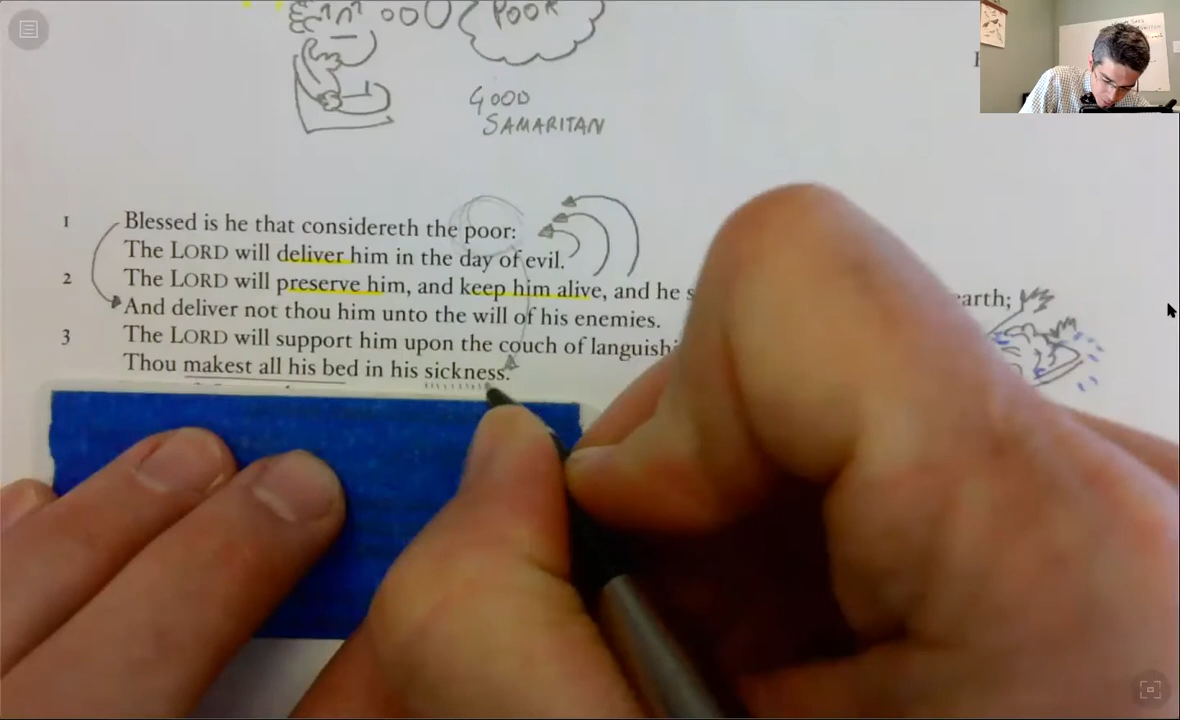 POOR
GOOD
SAMARITAN
1 Blessed is he that considereth the poor:
The LORD will deliver him in the day of evil.
2 The LORD will preserve him, and keep him alive, and he earth;
And deliver not thou him unto the will of his enemies.
3 The LORD will support him upon the couch of
Thou makest all his bed in his sickness.